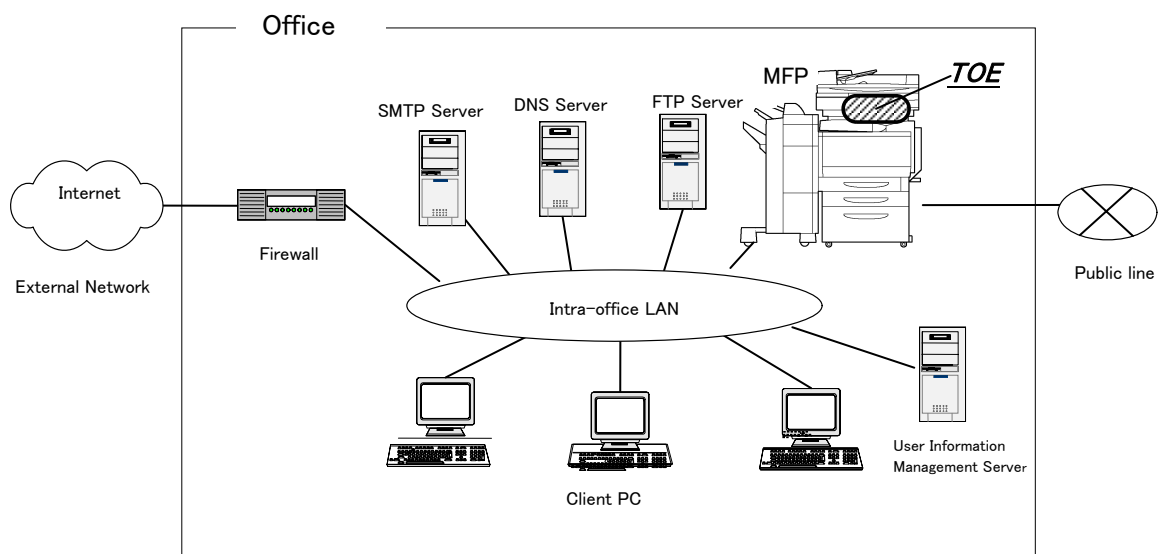 Office
MFP
TOE
SMTP Server
DNS Server
FTP Server
Internet
Firewall
External Network
Public line
Intra-office LAN
User Information
Management Server
Client PC